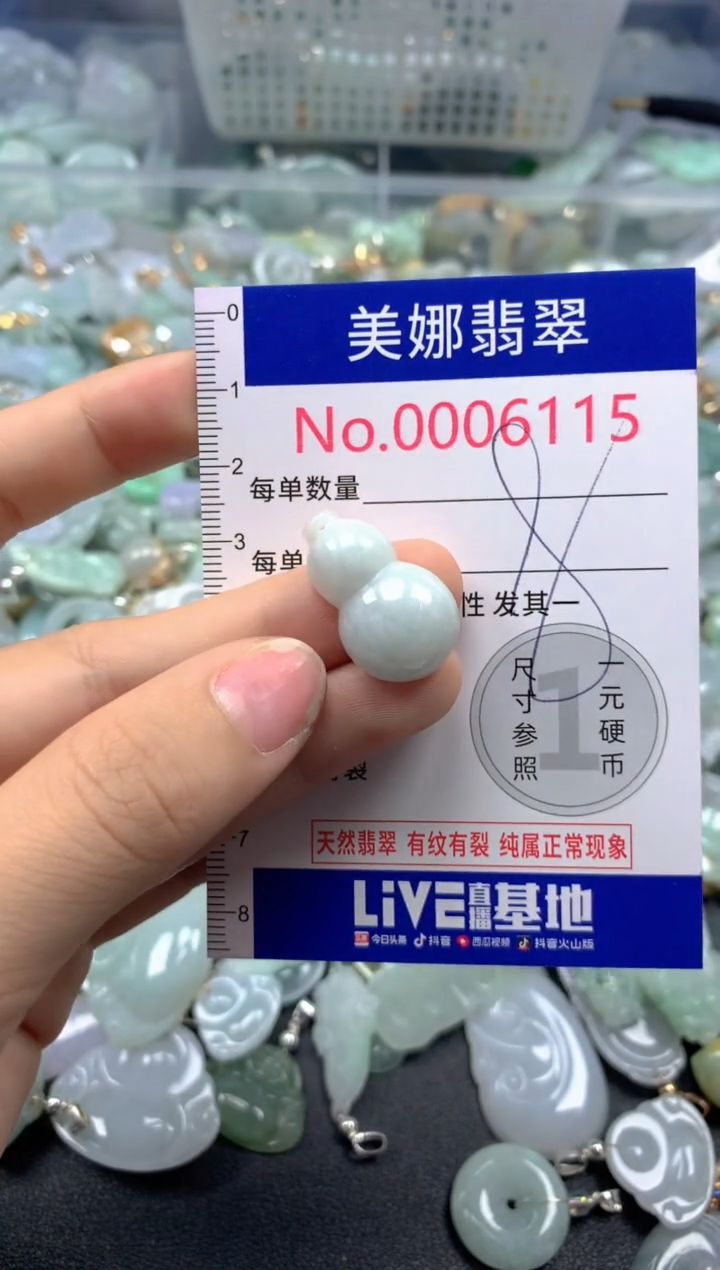 0
美娜翡翠
1
No.0006115
2
每单数量
3
每单
性 发其一
尺寸参照
1
一元硬币
裂
7
天然翡翠 有纹有裂 纯属正常现象
8
LiVE直播基地
今日头条 抖音 西瓜视频 抖音火山版